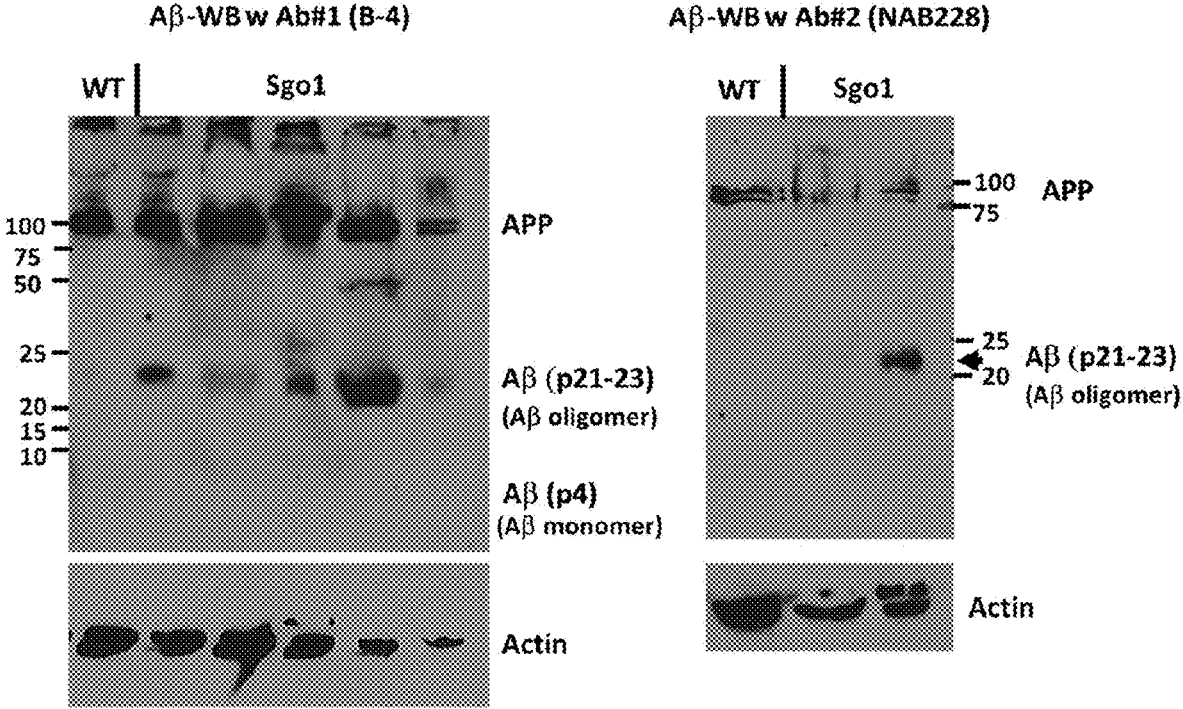 Aβ-WB w Ab#1 (B-4)
WT
Sgo1
100
75
50
25
20
15
10
APP
Aβ (p21-23)
(Aβ oligomer)
Aβ (p4)
(Aβ monomer)
Actin
Aβ-WB w Ab#2 (NAB228)
WT
Sgo1
100
75
APP
25
20
Aβ (p21-23)
(Aβ oligomer)
Actin